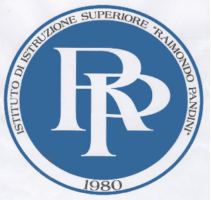 ISTITUTO DI ISTRUZIONE SUPERIORE "RAIMONDO PANDINI"
RP
1980